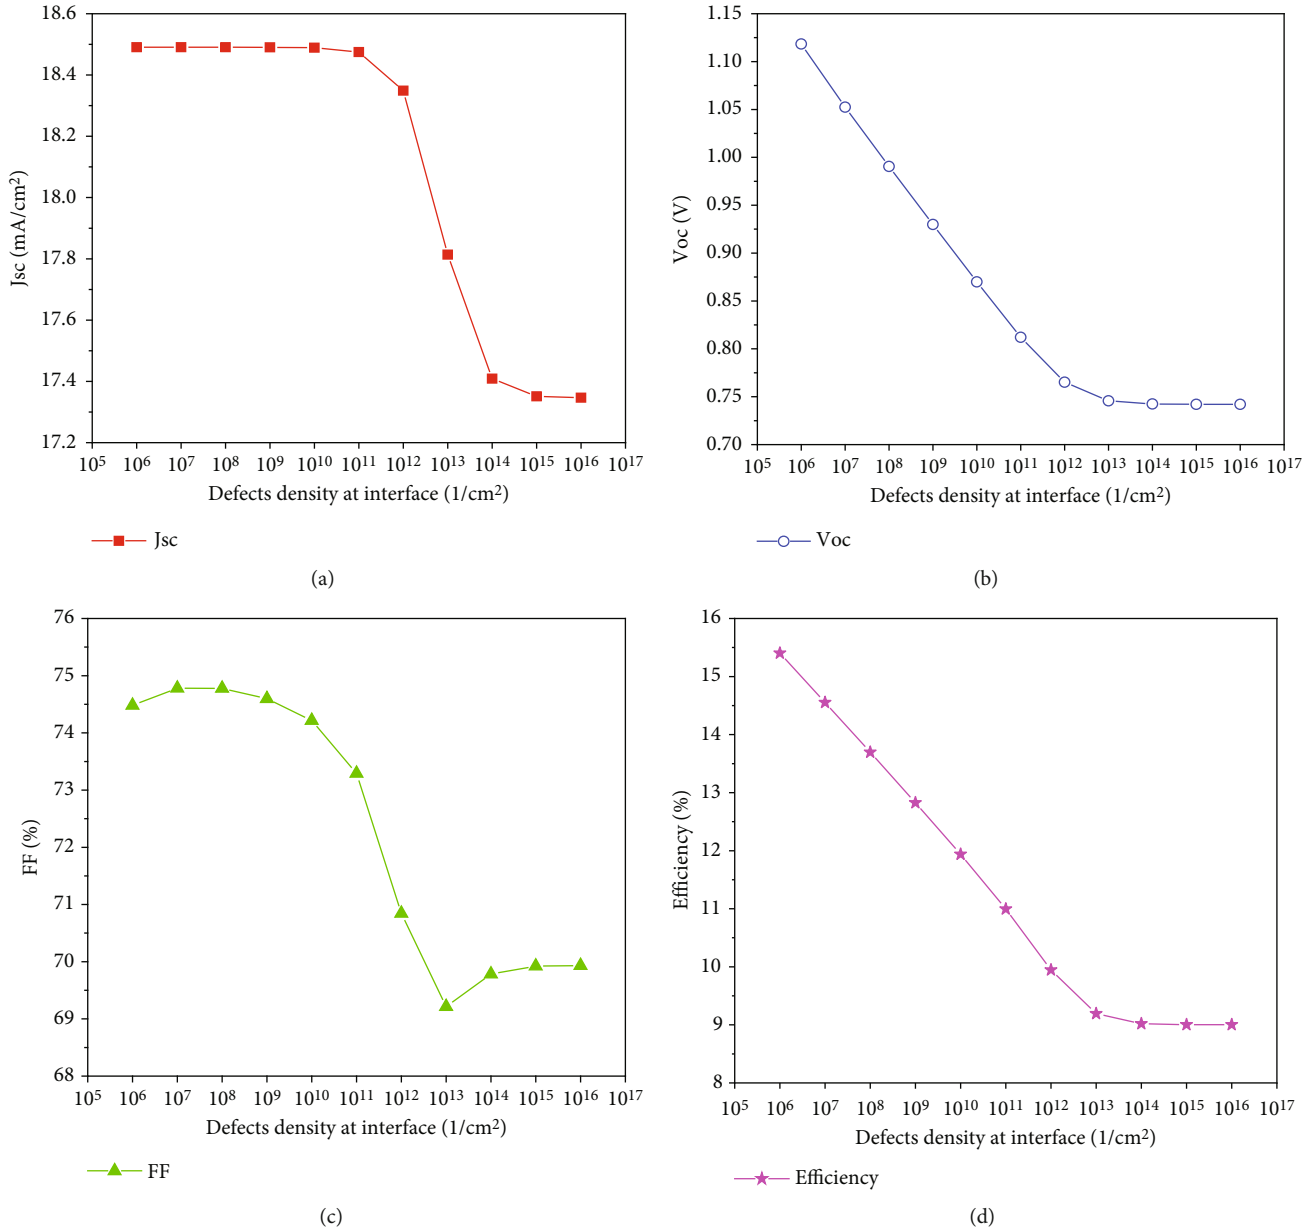 18.6
18.4
18.2
18.0
17.8
17.6
17.4
17.2
Jsc (mA/cm²)
10⁵ 10⁶ 10⁷ 10⁸ 10⁹ 10¹⁰ 10¹¹ 10¹² 10¹³ 10¹⁴ 10¹⁵ 10¹⁶ 10¹⁷
Defects density at interface (1/cm²)
Jsc
(a)
1.15
1.10
1.05
1.00
0.95
0.90
0.85
0.80
0.75
0.70
Voc (V)
10⁵ 10⁶ 10⁷ 10⁸ 10⁹ 10¹⁰ 10¹¹ 10¹² 10¹³ 10¹⁴ 10¹⁵ 10¹⁶ 10¹⁷
Defects density at interface (1/cm²)
Voc
(b)
76
75
74
73
72
71
70
69
68
FF (%)
10⁵ 10⁶ 10⁷ 10⁸ 10⁹ 10¹⁰ 10¹¹ 10¹² 10¹³ 10¹⁴ 10¹⁵ 10¹⁶ 10¹⁷
Defects density at interface (1/cm²)
FF
(c)
16
15
14
13
12
11
10
9
8
Efficiency (%)
10⁵ 10⁶ 10⁷ 10⁸ 10⁹ 10¹⁰ 10¹¹ 10¹² 10¹³ 10¹⁴ 10¹⁵ 10¹⁶ 10¹⁷
Defects density at interface (1/cm²)
Efficiency
(d)